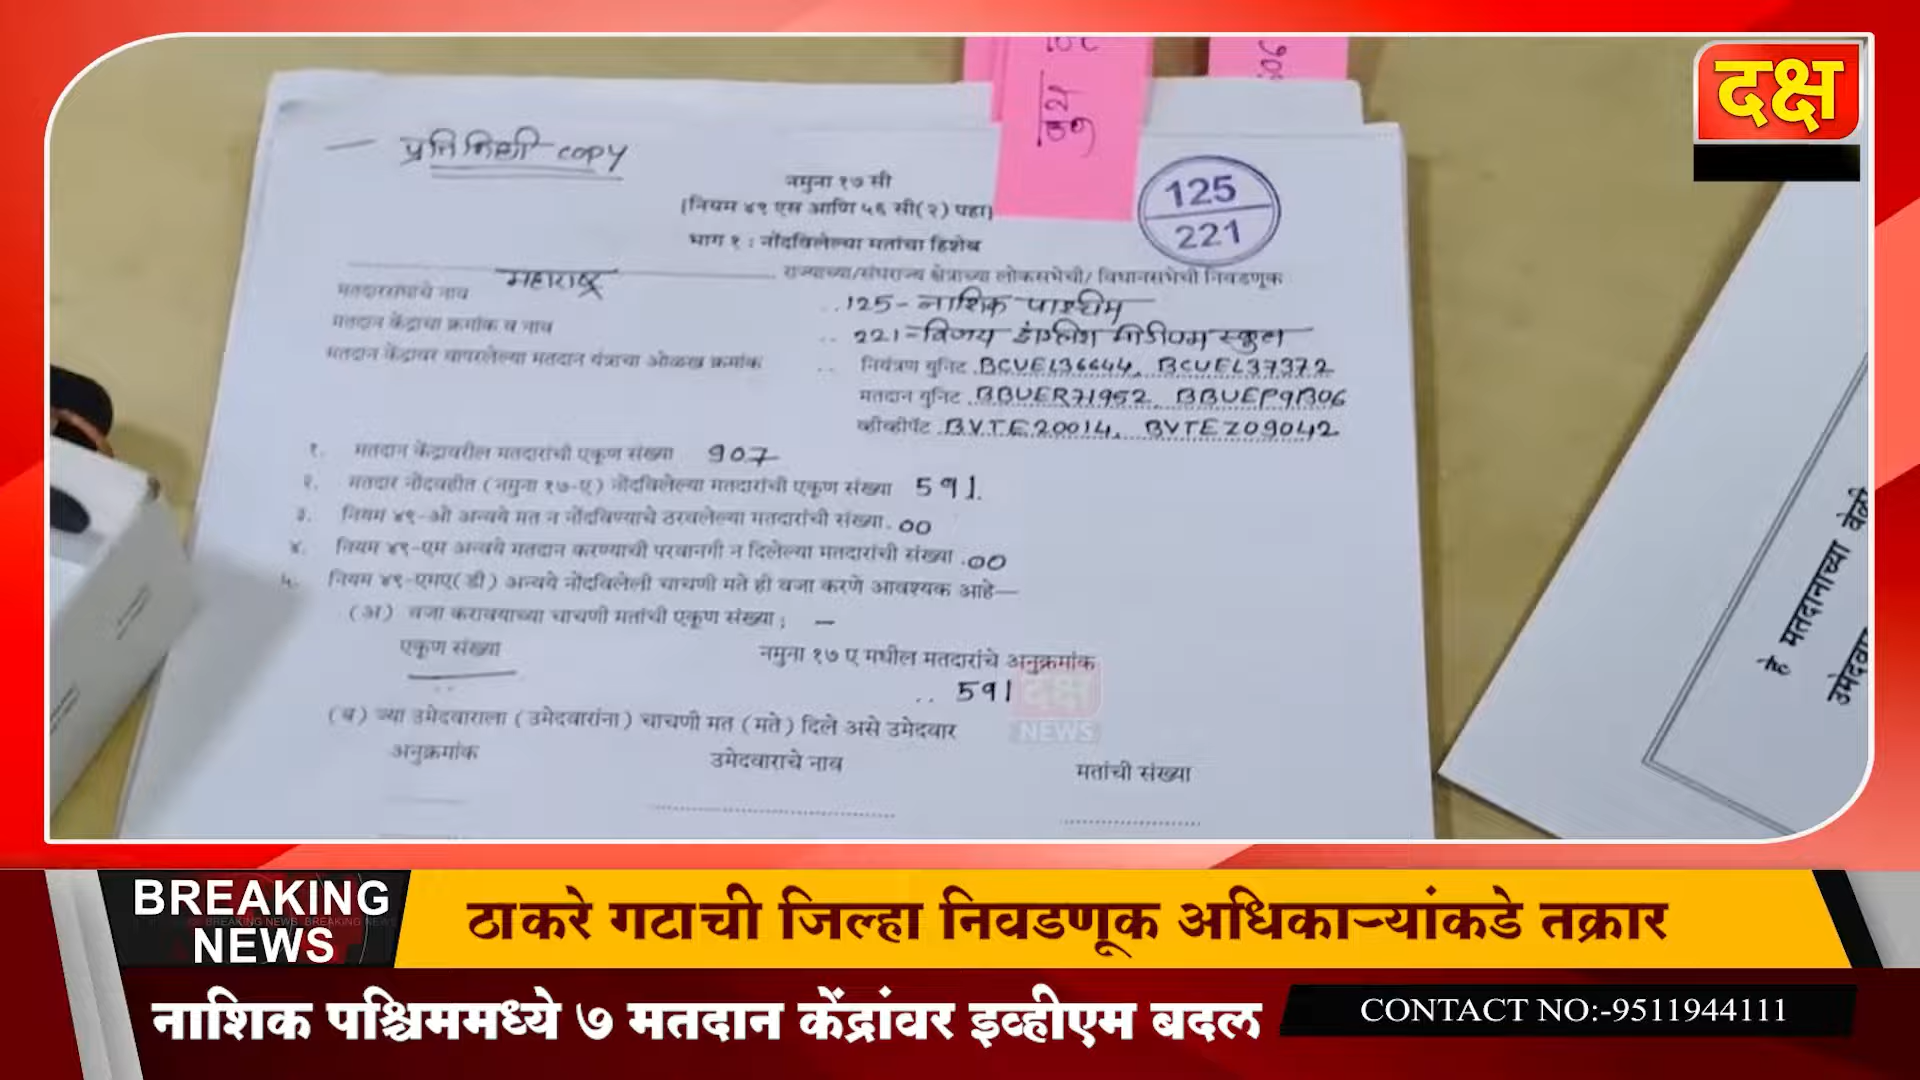 दक्ष
प्रतिनिधी copy
नमुना १७ सी
[नियम ४९ एस आणि ५६ सी(२) पहा]
भाग १ : नोंदविलेल्या मतांचा हिशेब
125
221
महाराष्ट्र राज्याच्या/संघराज्य क्षेत्राच्या लोकसभेची/ विधानसभेची निवडणूक
मतदारसंघाचे नाव ..125- नाशिक पश्चिम
मतदान केंद्राचा क्रमांक व नाव .. 221 = विजय इंग्लिश मिडियम स्कुल
मतदान केंद्रावर वापरलेल्या मतदान यंत्राचा ओळख क्रमांक .. नियंत्रण युनिट BCUEL36644, BCUEL37372
मतदान युनिट BBUER71952, BBUEP91306
व्हीव्हीपॅट BVTE20014, BVTEZ09042
१. मतदान केंद्रावरील मतदारांची एकूण संख्या 907
२. मतदार नोंदवहीत (नमुना १७-ए) नोंदविलेल्या मतदारांची एकूण संख्या 591.
३. नियम ४९-ओ अन्वये मत न नोंदविण्याचे ठरवलेल्या मतदारांची संख्या. 00
४. नियम ४९-एम अन्वये मतदान करण्याची परवानगी न दिलेल्या मतदारांची संख्या .00
५. नियम ४९-एमए(डी) अन्वये नोंदविलेली चाचणी मते ही वजा करणे आवश्यक आहे—
(अ) वजा करावयाच्या चाचणी मतांची एकूण संख्या; —
एकूण संख्या नमुना १७ ए मधील मतदारांचे अनुक्रमांक
.. .. 591
दक्ष
NEWS
(ब) ज्या उमेदवाराला (उमेदवारांना) चाचणी मत (मते) दिले असे उमेदवार
अनुक्रमांक उमेदवाराचे नाव मतांची संख्या
हे मतदानाच्या वेळी
BREAKING
NEWS
ठाकरे गटाची जिल्हा निवडणूक अधिकाऱ्यांकडे तक्रार
नाशिक पश्चिममध्ये ७ मतदान केंद्रांवर इव्हीएम बदल
CONTACT NO:-9511944111